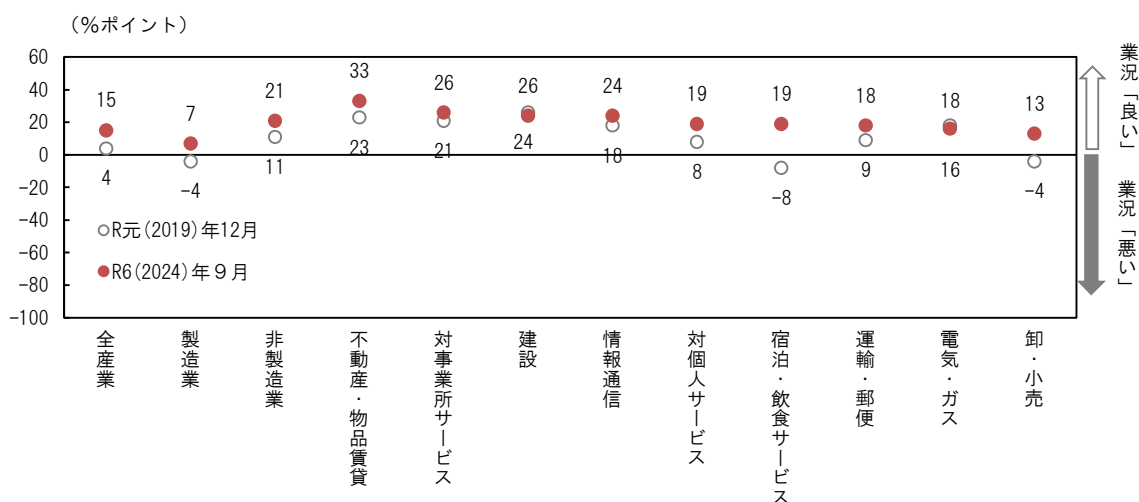 （％ポイント）
60
40
20
0
-20
-40
-60
-80
-100
15
7
21
33
26
26
24
19
19
18
18
13
4
-4
11
23
21
24
18
8
-8
9
16
-4
R元(2019)年12月
R6(2024)年９月
全産業
製造業
非製造業
不動産・物品賃貸
対事業所サービス
建設
情報通信
対個人サービス
宿泊・飲食サービス
運輸・郵便
電気・ガス
卸・小売
業況「良い」
業況「悪い」